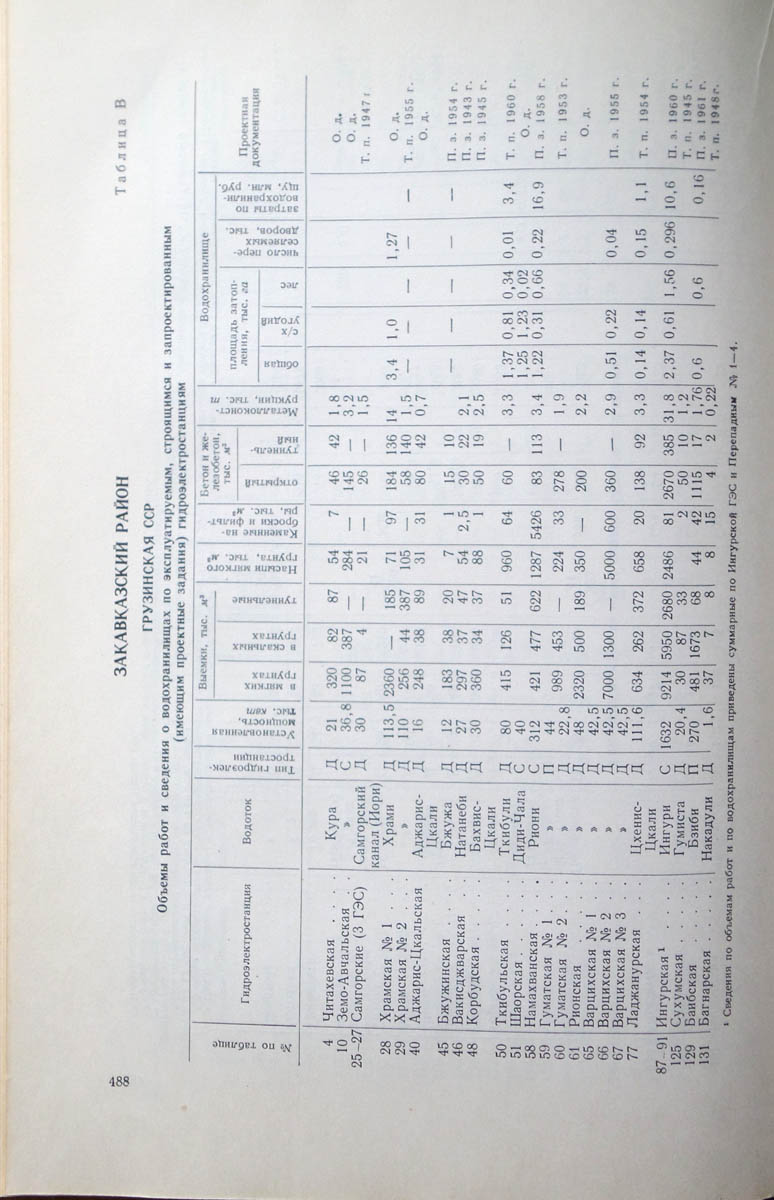 488
Таблица В
ЗАКАВКАЗСКИЙ РАЙОН
ГРУЗИНСКАЯ ССР
Объемы работ и сведения о водохранилищах по эксплуатируемым, строящимся и запроектированным
(имеющим проектные задания) гидроэлектростанциям
№ по таблице
Гидроэлектростанция
Водоток
Тип гидроэлек-
тростанции
Установленная
мощность,
тыс. квт
Выемки, тыс. м³
в мягких
грунтах
в скальных
грунтах
туннельные
Насыпи мягкого
грунта, тыс. м³
Каменные на-
броски и фильт-
ры, тыс. м³
Бетон и же-
лезобетон,
тыс. м³
открытый
туннель-
ный
Металлоконст-
рукции, тыс. т
Водохранилище
площадь затоп-
ления, тыс. га
общая
с/х
угодий
лес
число пере-
селяемых
дворов, тыс.
затраты по
водохранили-
щу, млн. руб.
Проектная
документация
4 Читахевская . . . . Кура Д 21 320 82 87 54 7 46 42 1,8 О. д.
10 Земо-Авчальская . . » С 36,8 1100 387 — 284 — 145 — 3,2 О. д.
25—27 Самгорские (3 ГЭС) Самгорский Д 30 87 4 — 21 — 26 — 1,5 Т. п. 1947 г
канал (Иори)
28 Храмская № 1 . . . Храми Д 113,5 2360 — 185 71 97 184 136 14 3,4 1,0 1,27 О. д.
29 Храмская № 2 . . . » Д 110 256 44 387 105 — 58 140 1,5 — — — — — Т. п. 1955 г.
40 Аджарис-Цкальская Аджарис- Д 16 248 38 89 31 31 80 42 0,7 О. д.
Цкали
45 Бжужинская . . . . Бжужа Д 12 183 38 20 7 1 15 10 — — — — — П. з. 1954 г.
46 Вакисджварская . . Натанеби Д 27 297 37 47 54 2,5 30 22 2,1 П. з. 1943 г.
48 Корбудская . . . . Бахвис- Д 30 360 34 37 88 1 50 19 2,5 П. з. 1945 г.
Цкали
50 Ткибульская . . . . Ткибули Д 80 415 126 51 960 64 60 — 3,3 1,37 0,81 0,34 0,01 3,4 Т. п. 1960 г.
51 Шаорская . . . . . Диди-Чала С 40 1,25 1,23 0,02 О. д.
58 Намахванская . . . Риони С 312 421 477 622 1287 5426 83 113 3,4 1,22 0,31 0,66 0,22 16,9 П. з. 1958 г.
59 Гуматская № 1 . . . » П 44 989 453 — 224 33 278 — 1,9 Т. п. 1953 г.
60 Гуматская № 2 . . . » Д 22,8
61 Рионская . . . . . » Д 48 2320 500 189 350 — 200 — 2,2 О. д.
65 Варцихская № 1 . . » Д 42,5
66 Варцихская № 2 . . » Д 42,5 7000 1300 — 5000 600 360 — 2,9 0,51 0,22 0,04 П. з. 1955 г.
67 Варцихская № 3 . . » Д 42,5
77 Ладжанурская . . . Цхенис- Д 111,6 634 262 372 658 20 138 92 3,3 0,14 0,14 0,15 1,1 Т. п. 1954 г.
Цкали
87—91 Ингурская ¹ . . . . Ингури С 1632 9214 5950 2680 2486 81 2670 385 31,8 2,37 0,61 1,56 0,296 10,6 П. з. 1960 г.
125 Сухумская . . . . . Гумиста Д 20,4 30 87 33 2 50 10 1,2 Т. п. 1945 г.
129 Бзибская . . . . . Бзиби П 270 481 1673 68 44 42 1115 17 1,76 0,6 0,6 0,16 П. з. 1961 г.
131 Багнарская . . . . . Накадули Д 1,6 37 7 8 8 15 4 2 0,22 Т. п. 1948 г.
¹ Сведения по объемам работ и по водохранилищам приведены суммарные по Ингурской ГЭС и Перепадным № 1—4.